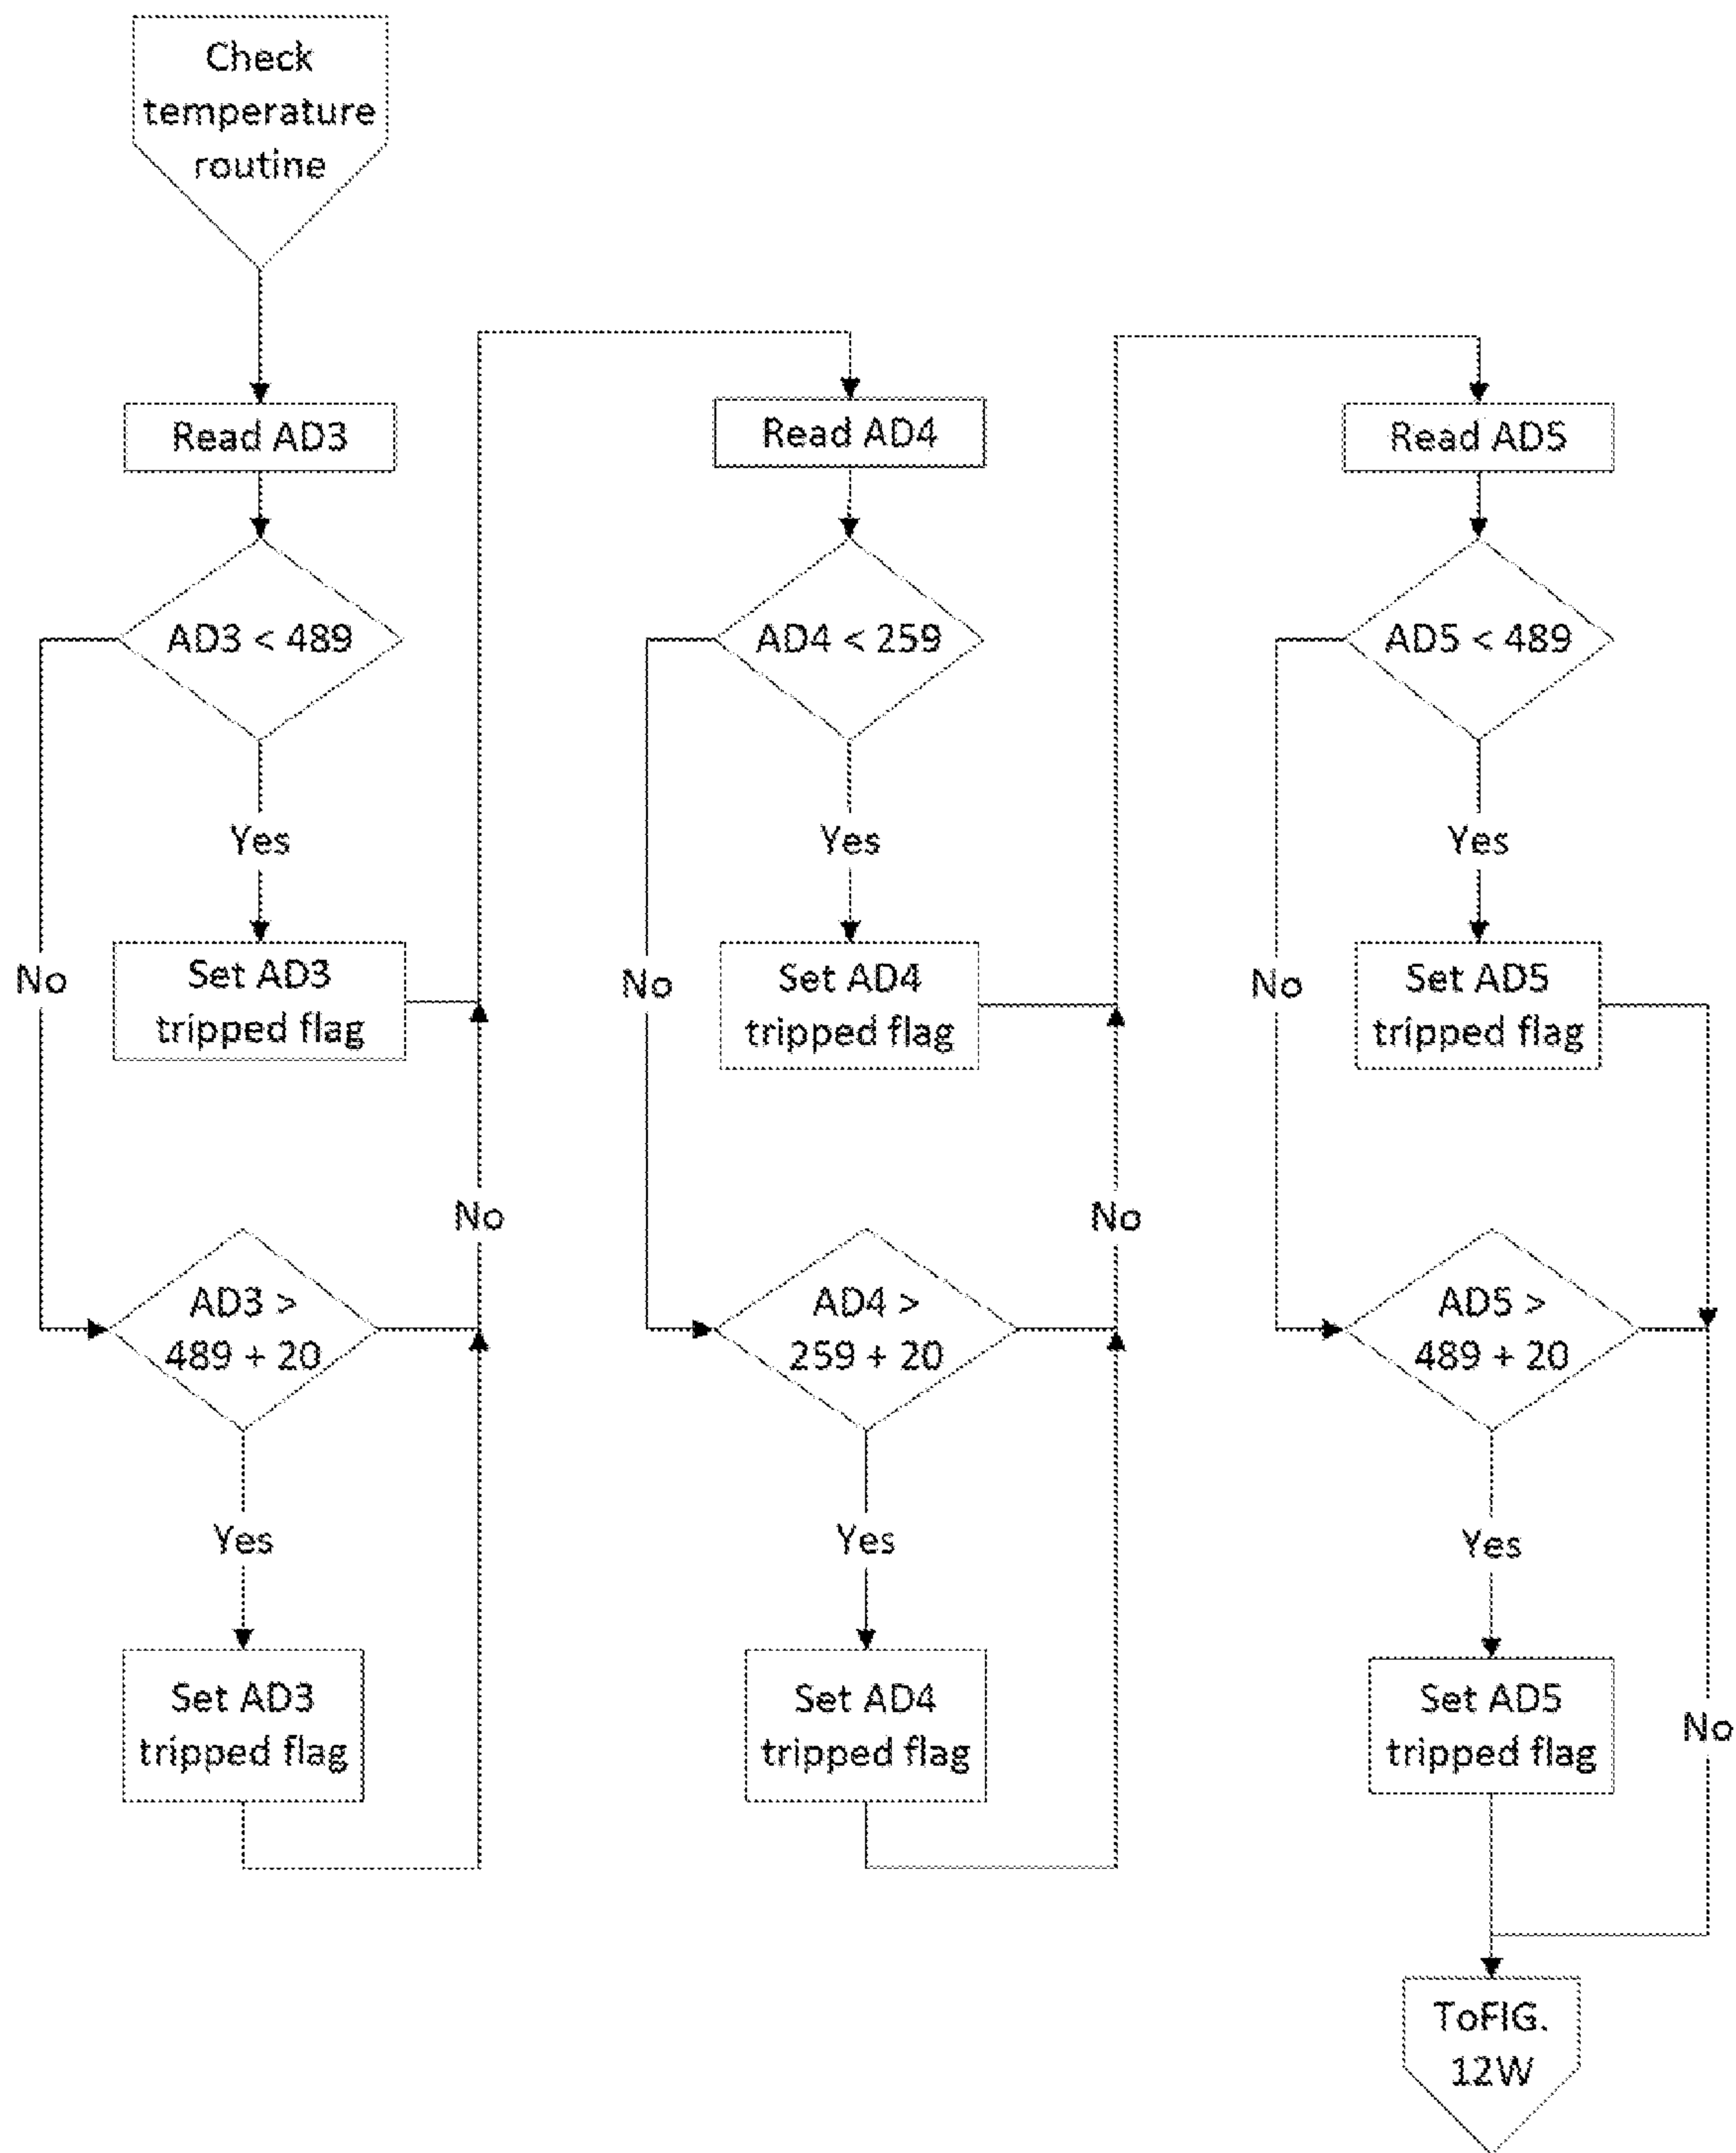 Check
temperature
routine
Read AD3
AD3 < 489
Yes
No
Set AD3
tripped flag
No
AD3 >
489 + 20
Yes
Set AD3
tripped flag
Read AD4
AD4 < 259
Yes
No
Set AD4
tripped flag
No
AD4 >
259 + 20
Yes
Set AD4
tripped flag
Read AD5
AD5 < 489
Yes
No
Set AD5
tripped flag
AD5 >
489 + 20
Yes
Set AD5
tripped flag
No
ToFIG.
12W